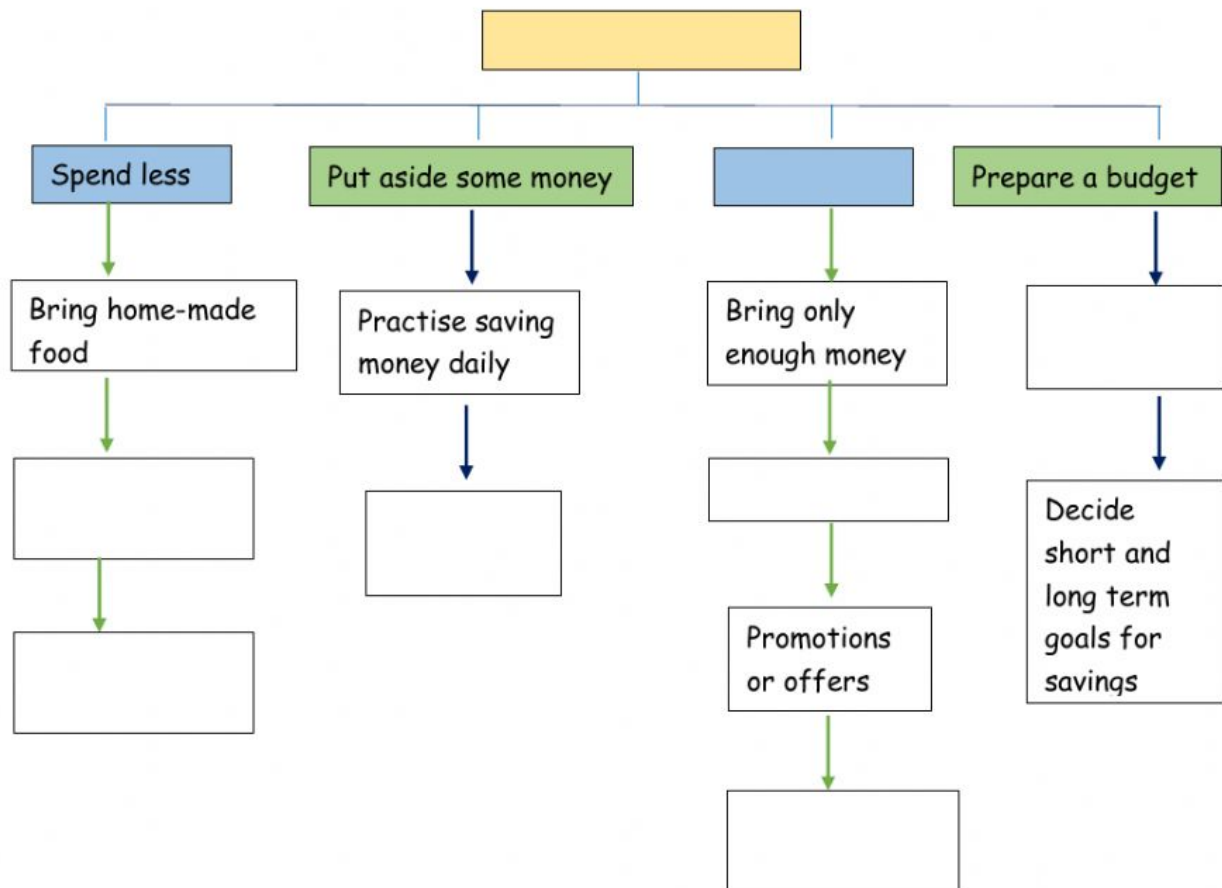 Spend less
Put aside some money
Prepare a budget
Bring home-made
food
Practise saving
money daily
Bring only
enough money
Promotions
or offers
Decide
short and
long term
goals for
savings